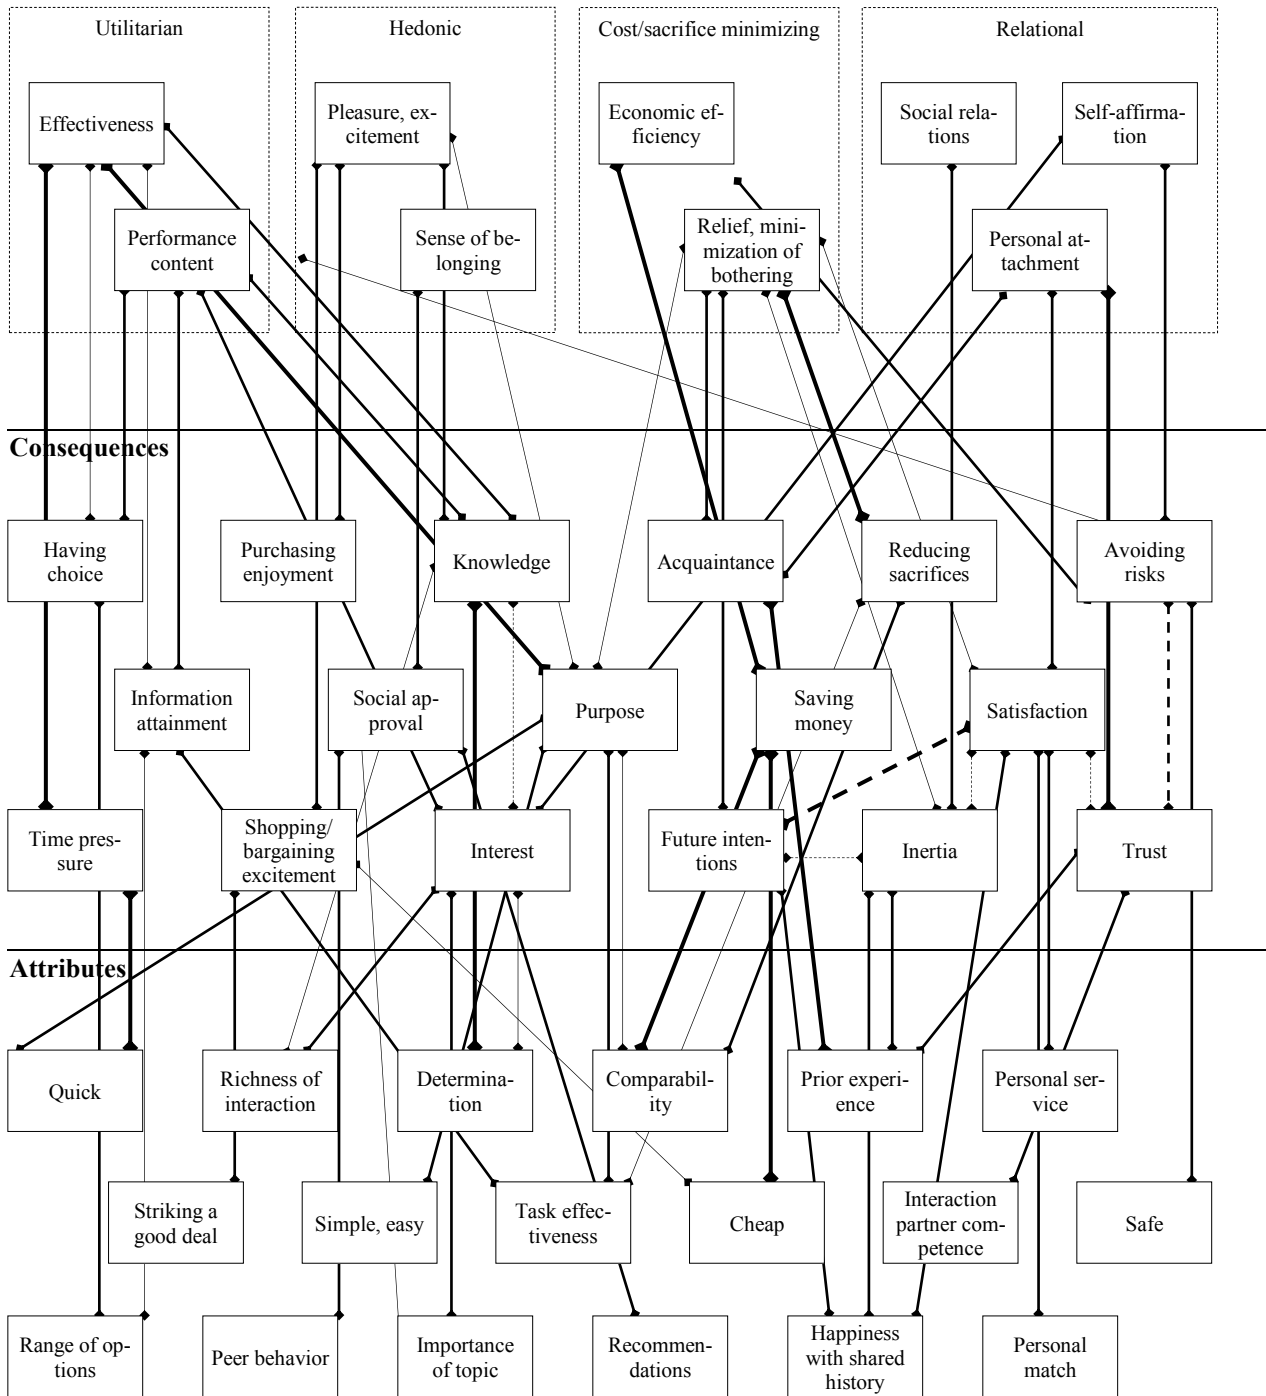 Utilitarian
Hedonic
Cost/sacrifice minimizing
Relational
Effectiveness
Pleasure, ex-
citement
Economic ef-
ficiency
Social rela-
tions
Self-affirma-
tion
Performance
content
Sense of be-
longing
Relief, mini-
mization of
bothering
Personal at-
tachment
Consequences
Having
choice
Purchasing
enjoyment
Knowledge
Acquaintance
Reducing
sacrifices
Avoiding
risks
Information
attainment
Social ap-
proval
Purpose
Saving
money
Satisfaction
Time pres-
sure
Shopping/
bargaining
excitement
Interest
Future inten-
tions
Inertia
Trust
Attributes
Quick
Richness of
interaction
Determina-
tion
Comparabil-
ity
Prior experi-
ence
Personal ser-
vice
Striking a
good deal
Simple, easy
Task effec-
tiveness
Cheap
Interaction
partner com-
petence
Safe
Range of op-
tions
Peer behavior
Importance
of topic
Recommen-
dations
Happiness
with shared
history
Personal
match